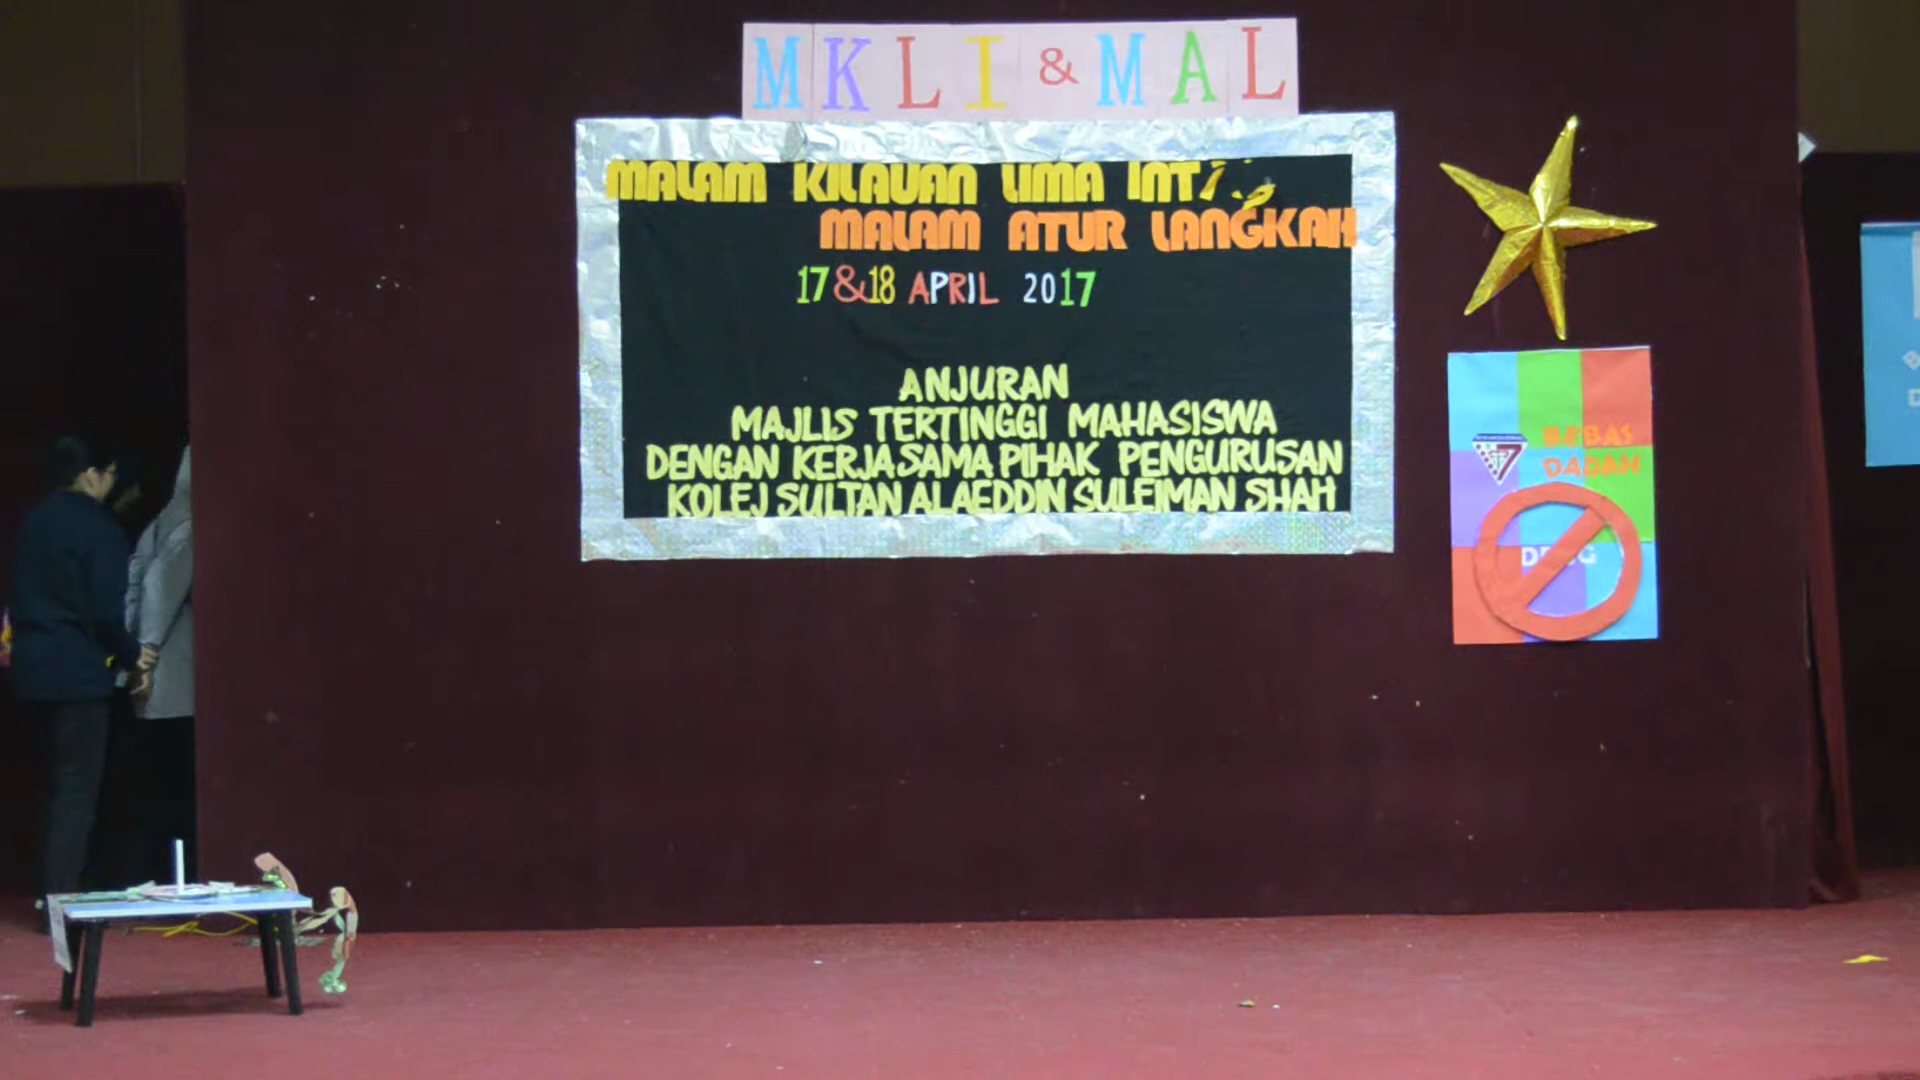 MKLI & MAL
MALAM KILAUAN LIMA
MALAM ATUR LANGKAH
17 & 18 APRIL 2017
ANJURAN
MAJLIS TERTINGGI MAHASISWA
DENGAN KERJASAMA PIHAK PENGURUSAN
KOLEJ SULTAN ALAEDDIN SULEIMAN SHAH
BEBAS
DADAH
7